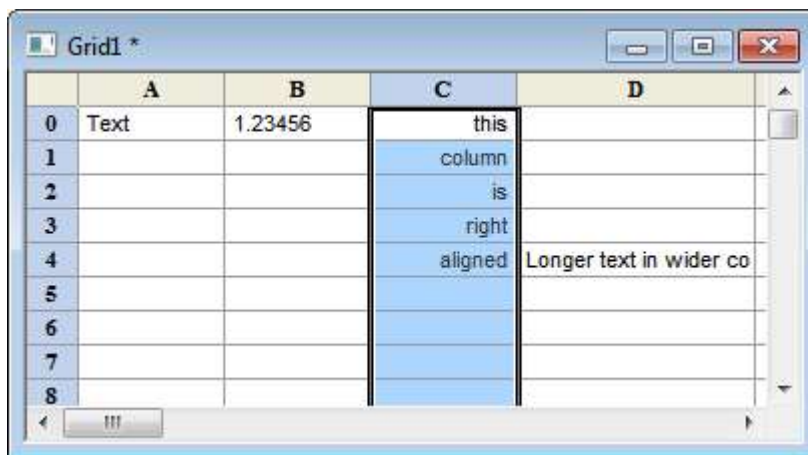 Grid1 *
A B C D
0 Text 1.23456 this
1 column
2 is
3 right
4 aligned Longer text in wider co
5
6
7
8